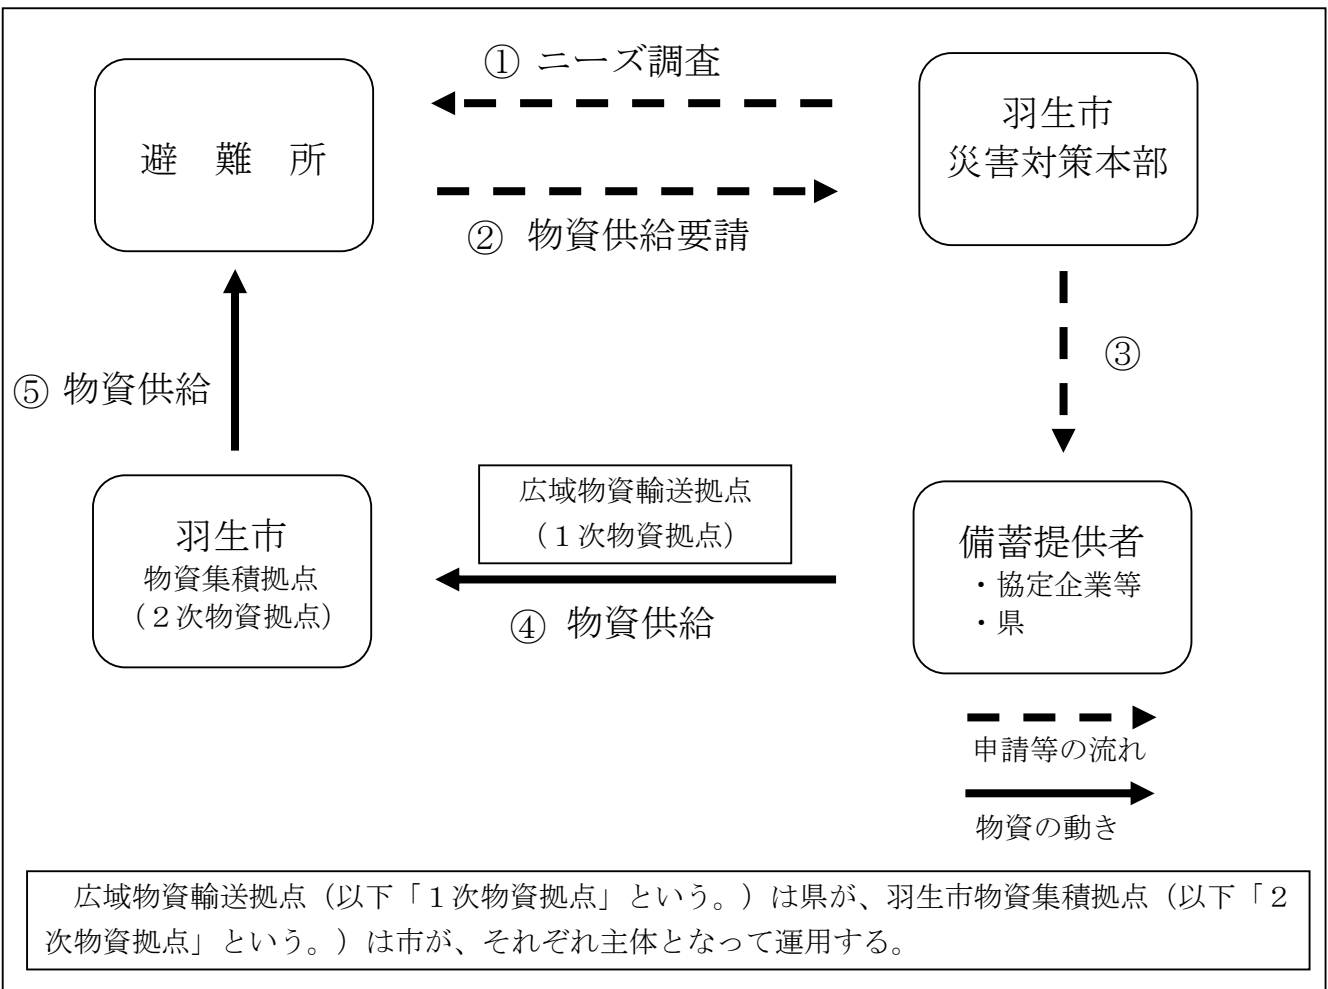 ① ニーズ調査
避 難 所
羽生市
災害対策本部
② 物資供給要請
③
⑤ 物資供給
広域物資輸送拠点
（１次物資拠点）
羽生市
物資集積拠点
（２次物資拠点）
④ 物資供給
備蓄提供者
・協定企業等
・県
申請等の流れ
物資の動き
広域物資輸送拠点（以下「１次物資拠点」という。）は県が、羽生市物資集積拠点（以下「２
次物資拠点」という。）は市が、それぞれ主体となって運用する。